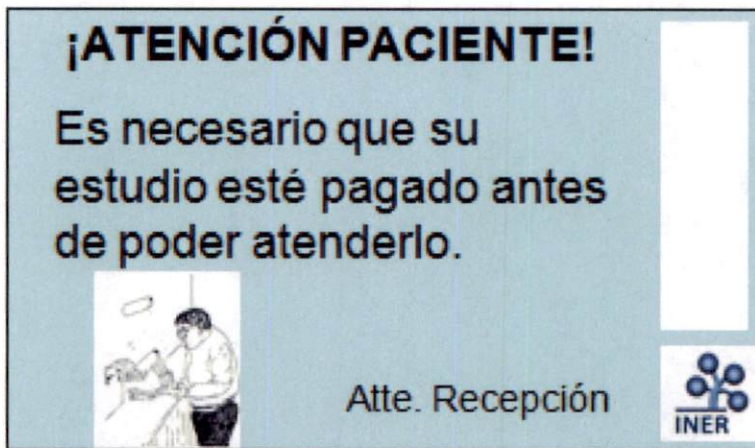 ¡ATENCIÓN PACIENTE!
Es necesario que su
estudio esté pagado antes
de poder atenderlo.
Atte. Recepción
INER